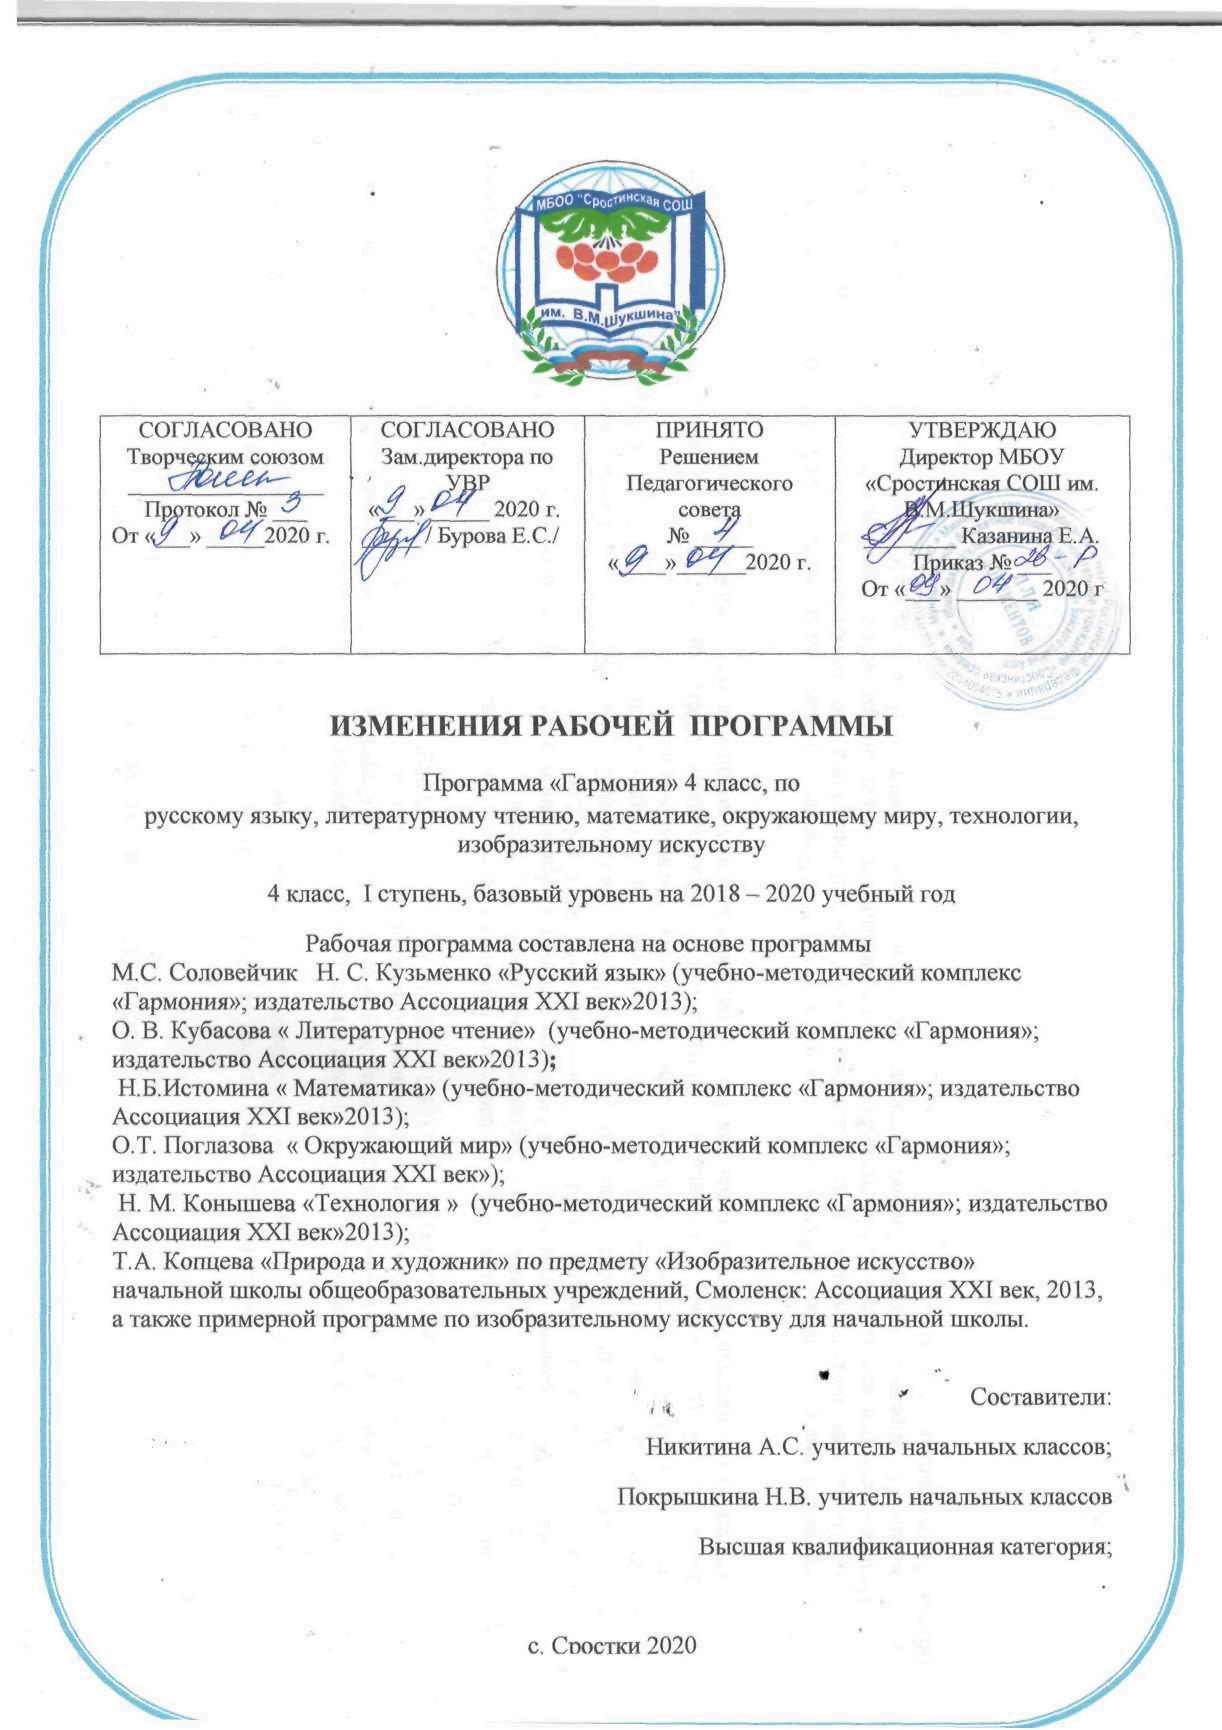 МБОО "Сростинская СОШ
им. В.М.Шукшина"
СОГЛАСОВАНО
Творческим союзом
Протокол № 3
От «9» 04 2020 г.
СОГЛАСОВАНО
Зам.директора по
УВР
«9» 04 2020 г.
/ Бурова Е.С./
ПРИНЯТО
Решением
Педагогического
совета
№ 4
«9» 04 2020 г.
УТВЕРЖДАЮ
Директор МБОУ
«Сростинская СОШ им.
В.М.Шукшина»
Казанина Е.А.
Приказ № 26-Р
От «09» 04 2020 г
ИЗМЕНЕНИЯ РАБОЧЕЙ ПРОГРАММЫ
Программа «Гармония» 4 класс, по
русскому языку, литературному чтению, математике, окружающему миру, технологии,
изобразительному искусству
4 класс, I ступень, базовый уровень на 2018 – 2020 учебный год
Рабочая программа составлена на основе программы
М.С. Соловейчик Н. С. Кузьменко «Русский язык» (учебно-методический комплекс
«Гармония»; издательство Ассоциация XXI век»2013);
О. В. Кубасова « Литературное чтение» (учебно-методический комплекс «Гармония»;
издательство Ассоциация XXI век»2013);
Н.Б.Истомина « Математика» (учебно-методический комплекс «Гармония»; издательство
Ассоциация XXI век»2013);
О.Т. Поглазова « Окружающий мир» (учебно-методический комплекс «Гармония»;
издательство Ассоциация XXI век»);
Н. М. Конышева «Технология » (учебно-методический комплекс «Гармония»; издательство
Ассоциация XXI век»2013);
Т.А. Копцева «Природа и художник» по предмету «Изобразительное искусство»
начальной школы общеобразовательных учреждений, Смоленск: Ассоциация XXI век, 2013,
а также примерной программе по изобразительному искусству для начальной школы.
Составители:
Никитина А.С. учитель начальных классов;
Покрышкина Н.В. учитель начальных классов
Высшая квалификационная категория;
с. Сростки 2020